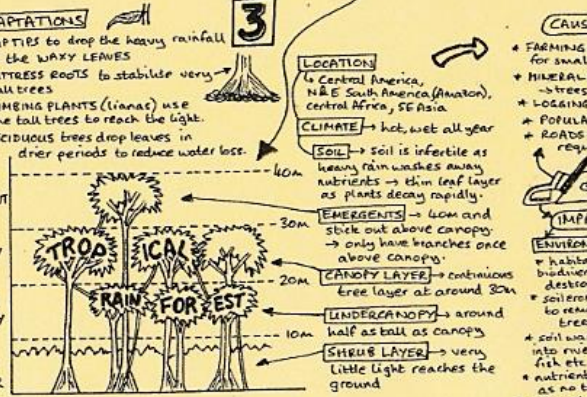 APTATIONS
PTIPS to drop the heavy rainfall
the WAXY LEAVES
TTRESS ROOTS to stabilise very
all trees
MBING PLANTS (lianas) use
e tall trees to reach the light.
CIDUOUS trees drop leaves in
drier periods to reduce water loss.
3
40m
30m
20m
10m
TROP ICAL
RAIN FOR EST
LOCATION
Central America,
N&E South America (Amazon),
central Africa, SE Asia
CLIMATE → hot, wet all year
SOIL → soil is infertile as
heavy rain washes away
nutrients → thin leaf layer
as plants decay rapidly.
EMERGENTS → 40m and
stick out above canopy.
→ only have branches once
above canopy.
CANOPY LAYER → continuous
tree layer at around 30m
UNDERCANOPY → around
half as tall as canopy
SHRUB LAYER → very
little light reaches the
ground
CAUS
* FARMING
for smal
* MINERAL
→ trees
* LOGGING
* POPULA
* ROADS
requ
IMP
ENVIRON
* habita
biodive
destro
* soil ero
to rem
tree
* soil wa
into rive
fish etc
* nutrient
as no t